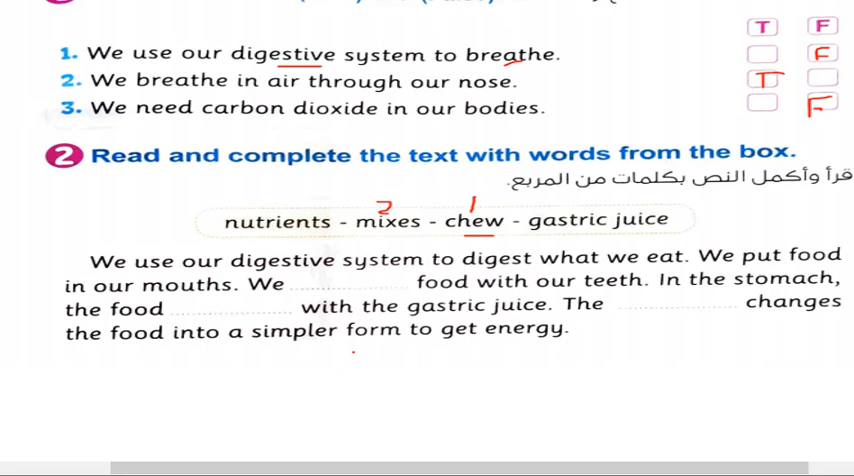 T F
1. We use our digestive system to breathe. F
2. We breathe in air through our nose. T
3. We need carbon dioxide in our bodies. F
2 Read and complete the text with words from the box.
قرأ وأكمل النص بكلمات من المربع.
2 1
nutrients - mixes - chew - gastric juice
We use our digestive system to digest what we eat. We put food
in our mouths. We ............ food with our teeth. In the stomach,
the food ............ with the gastric juice. The ............ changes
the food into a simpler form to get energy.